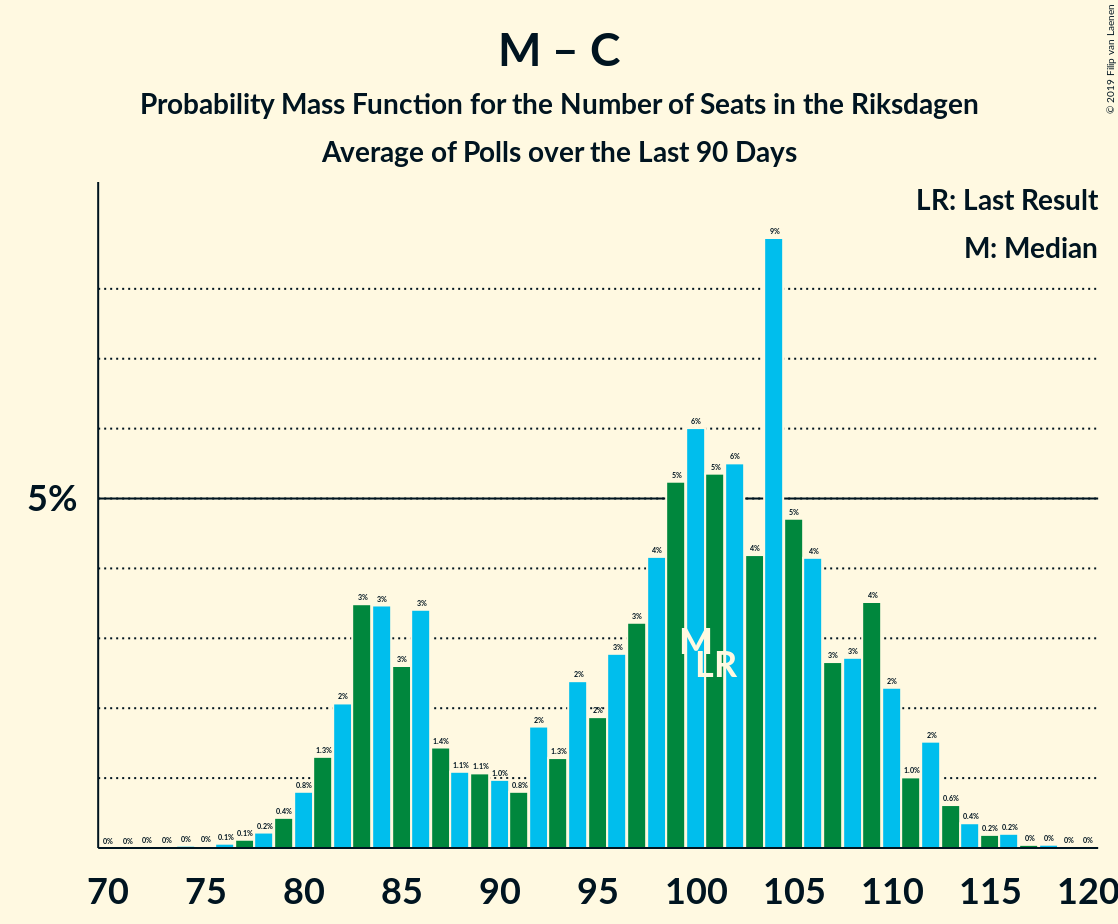 M – C
Probability Mass Function for the Number of Seats in the Riksdagen
Average of Polls over the Last 90 Days
© 2019 Filip van Laenen
LR: Last Result
M: Median
5%
0% 0% 0% 0% 0% 0% 0.1% 0.1% 0.2% 0.4% 0.8% 1.3% 2% 3% 3% 3% 3% 1.4% 1.1% 1.1% 1.0% 0.8% 2% 1.3% 2% 2% 3% 3% 4% 5% 6% 5% 6% 4% 9% 5% 4% 3% 3% 4% 2% 1.0% 2% 0.6% 0.4% 0.2% 0.2% 0% 0% 0% 0%
M
LR
70 75 80 85 90 95 100 105 110 115 120